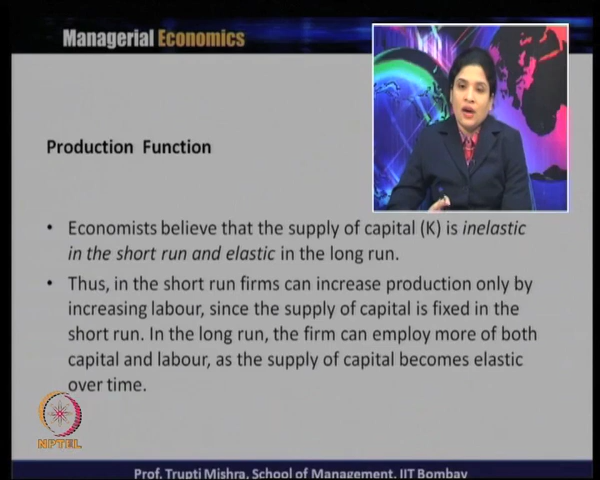 Managerial Economics
Production Function
• Economists believe that the supply of capital (K) is inelastic
in the short run and elastic in the long run.
• Thus, in the short run firms can increase production only by
increasing labour, since the supply of capital is fixed in the
short run. In the long run, the firm can employ more of both
capital and labour, as the supply of capital becomes elastic
over time.
NPTEL
Prof. Trupti Mishra, School of Management, IIT Bombay